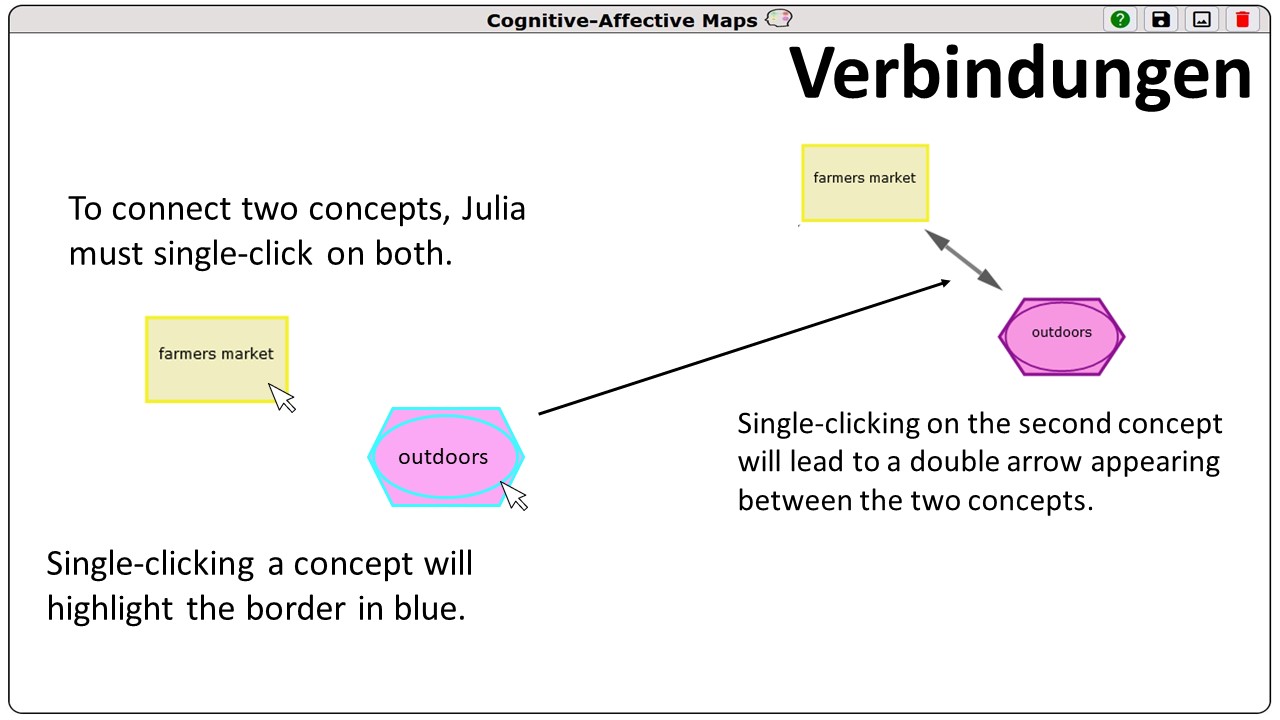 Cognitive-Affective Maps
Verbindungen
To connect two concepts, Julia
must single-click on both.
farmers market
outdoors
Single-clicking a concept will
highlight the border in blue.
farmers market
outdoors
Single-clicking on the second concept
will lead to a double arrow appearing
between the two concepts.